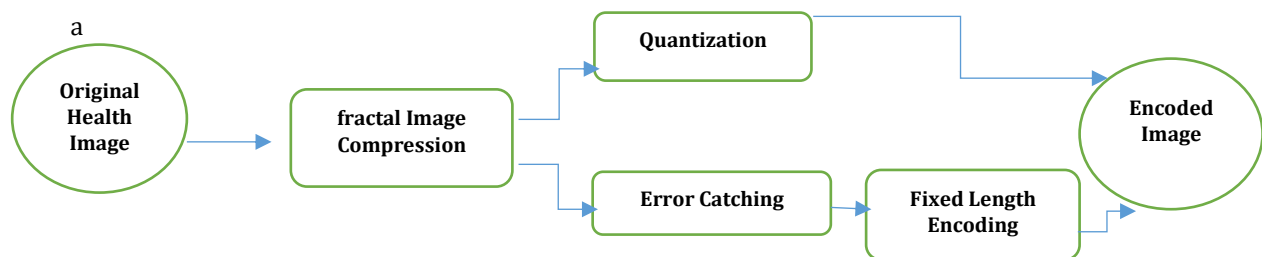 a
Original
Health
Image
fractal Image
Compression
Quantization
Error Catching
Fixed Length
Encoding
Encoded
Image